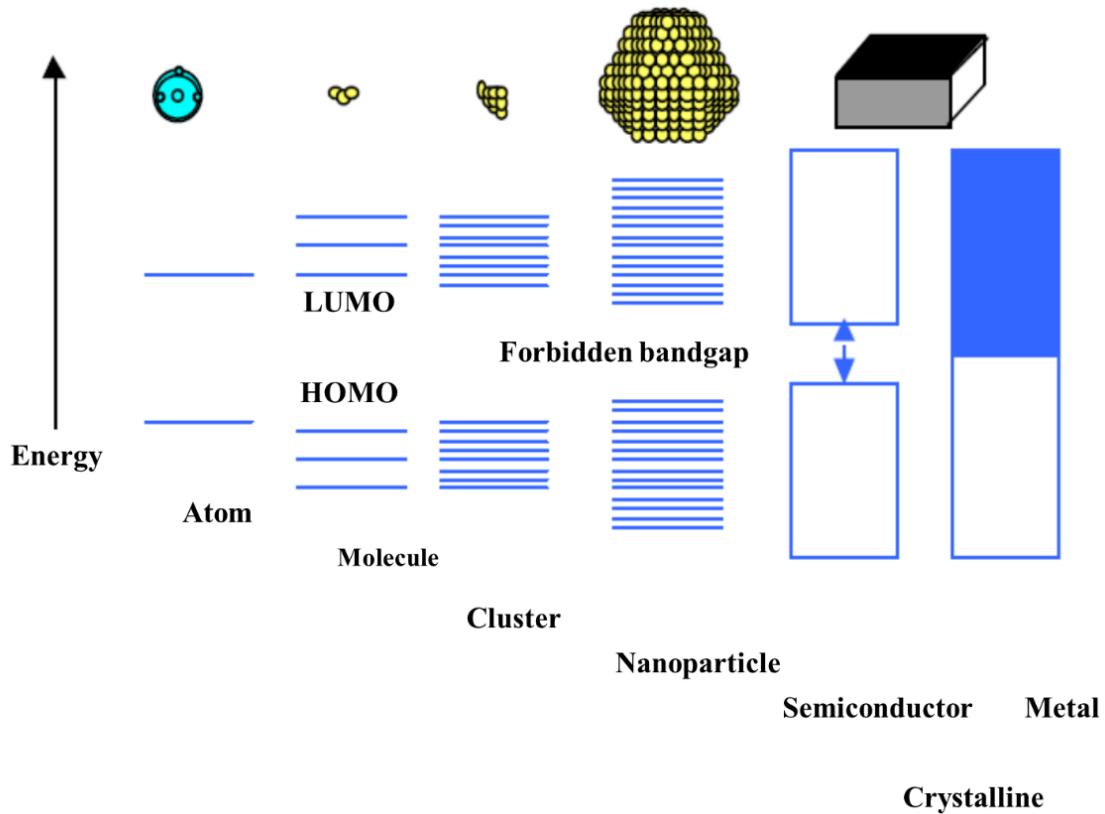 LUMO
Forbidden bandgap
HOMO
Energy
Atom
Molecule
Cluster
Nanoparticle
Semiconductor Metal
Crystalline